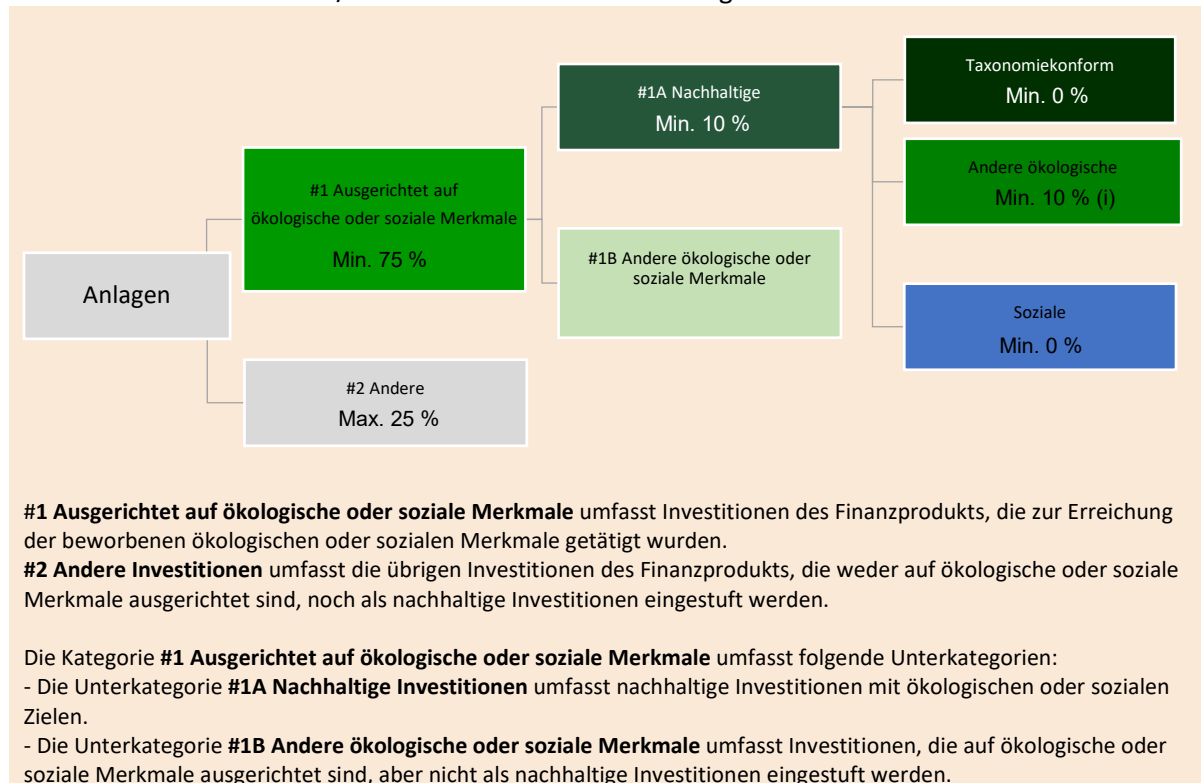 Anlagen
#1 Ausgerichtet auf
ökologische oder soziale Merkmale
Min. 75 %
#2 Andere
Max. 25 %
#1A Nachhaltige
Min. 10 %
#1B Andere ökologische oder
soziale Merkmale
Taxonomiekonform
Min. 0 %
Andere ökologische
Min. 10 % (i)
Soziale
Min. 0 %
#1 Ausgerichtet auf ökologische oder soziale Merkmale umfasst Investitionen des Finanzprodukts, die zur Erreichung
der beworbenen ökologischen oder sozialen Merkmale getätigt wurden.
#2 Andere Investitionen umfasst die übrigen Investitionen des Finanzprodukts, die weder auf ökologische oder soziale
Merkmale ausgerichtet sind, noch als nachhaltige Investitionen eingestuft werden.
Die Kategorie #1 Ausgerichtet auf ökologische oder soziale Merkmale umfasst folgende Unterkategorien:
- Die Unterkategorie #1A Nachhaltige Investitionen umfasst nachhaltige Investitionen mit ökologischen oder sozialen
Zielen.
- Die Unterkategorie #1B Andere ökologische oder soziale Merkmale umfasst Investitionen, die auf ökologische oder
soziale Merkmale ausgerichtet sind, aber nicht als nachhaltige Investitionen eingestuft werden.